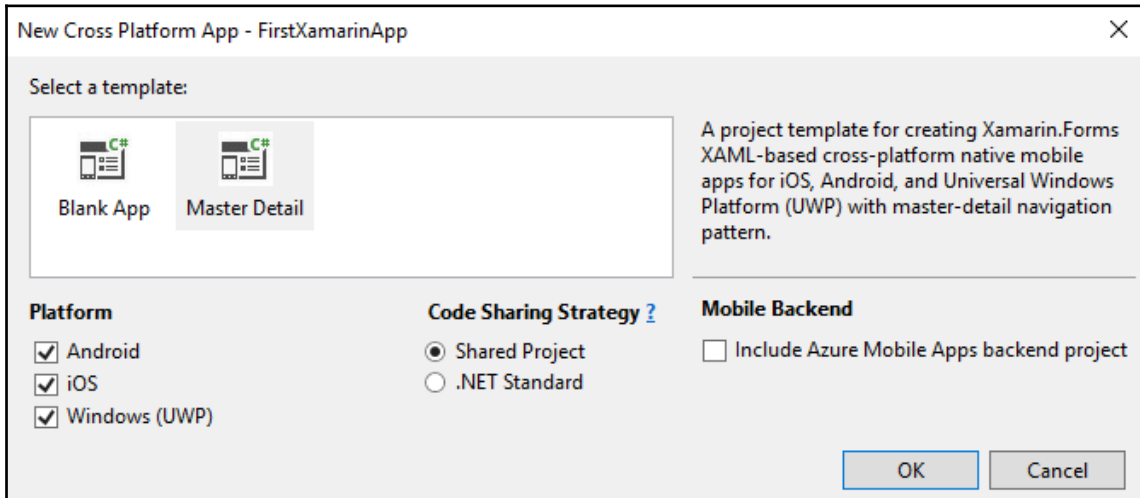 New Cross Platform App - FirstXamarinApp
Select a template:
C#
Blank App
C#
Master Detail
A project template for creating Xamarin.Forms
XAML-based cross-platform native mobile
apps for iOS, Android, and Universal Windows
Platform (UWP) with master-detail navigation
pattern.
Platform
Android
iOS
Windows (UWP)
Code Sharing Strategy ?
Shared Project
.NET Standard
Mobile Backend
Include Azure Mobile Apps backend project
OK
Cancel